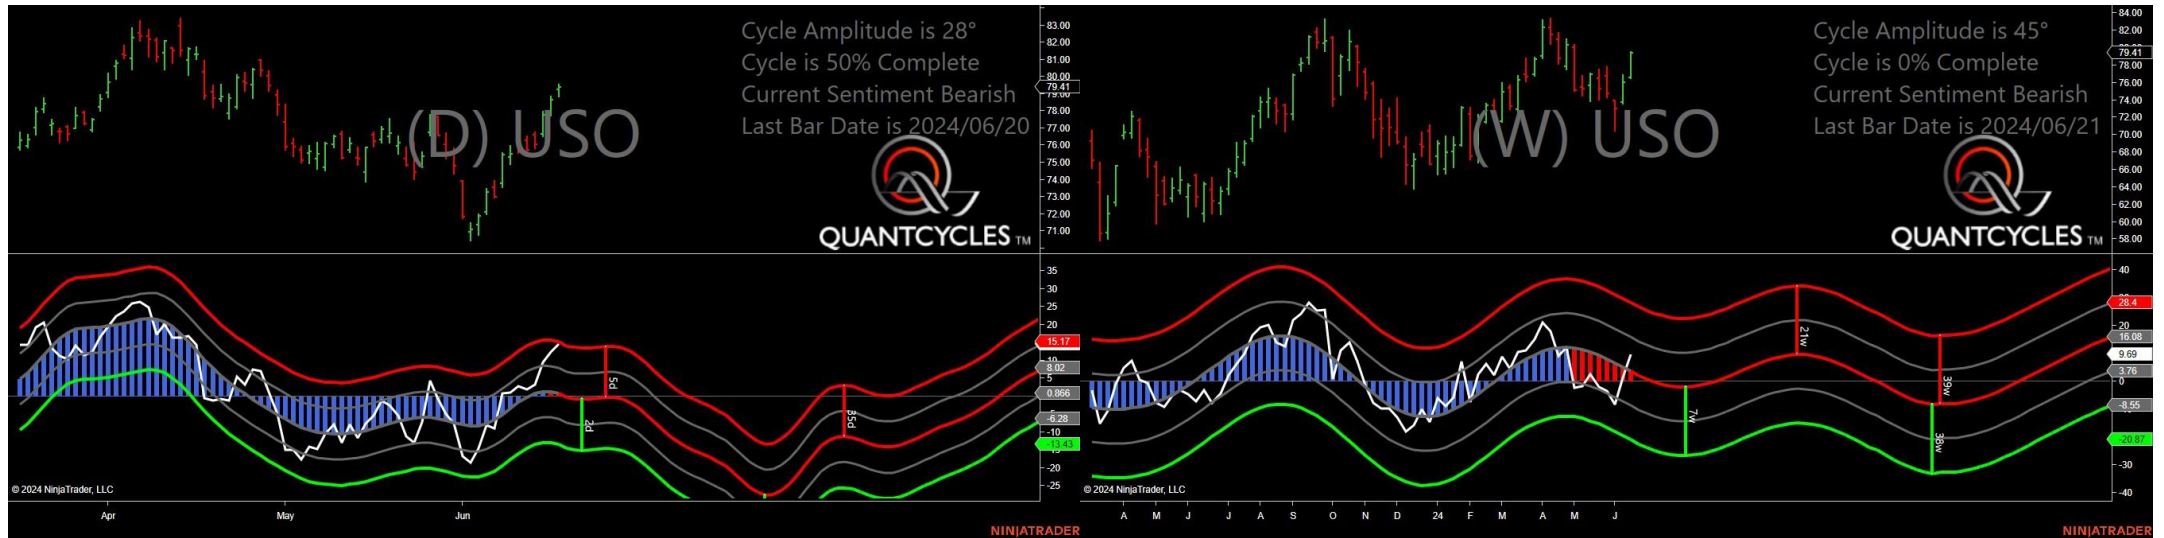 Cycle Amplitude is 28°
Cycle is 50% Complete
Current Sentiment Bearish
Last Bar Date is 2024/06/20
(D) USO
QUANTCYCLES TM
83.00
82.00
81.00
80.00
79.41
78.00
77.00
76.00
75.00
74.00
73.00
72.00
71.00
35
30
25
20
15.17
10
8.02
5
0.866
-6.28
-10
-13.43
-20
-25
5d
2d
35d
© 2024 NinjaTrader, LLC
Apr
May
Jun
NINJATRADER
Cycle Amplitude is 45°
Cycle is 0% Complete
Current Sentiment Bearish
Last Bar Date is 2024/06/21
(W) USO
QUANTCYCLES TM
84.00
82.00
79.41
78.00
76.00
74.00
72.00
70.00
68.00
66.00
64.00
62.00
60.00
58.00
40
28.4
20
16.08
9.69
3.76
0
-8.55
-20.87
-30
-40
21w
7w
39w
38w
© 2024 NinjaTrader, LLC
A M J J A S O N D 24 F M A M J
NINJATRADER